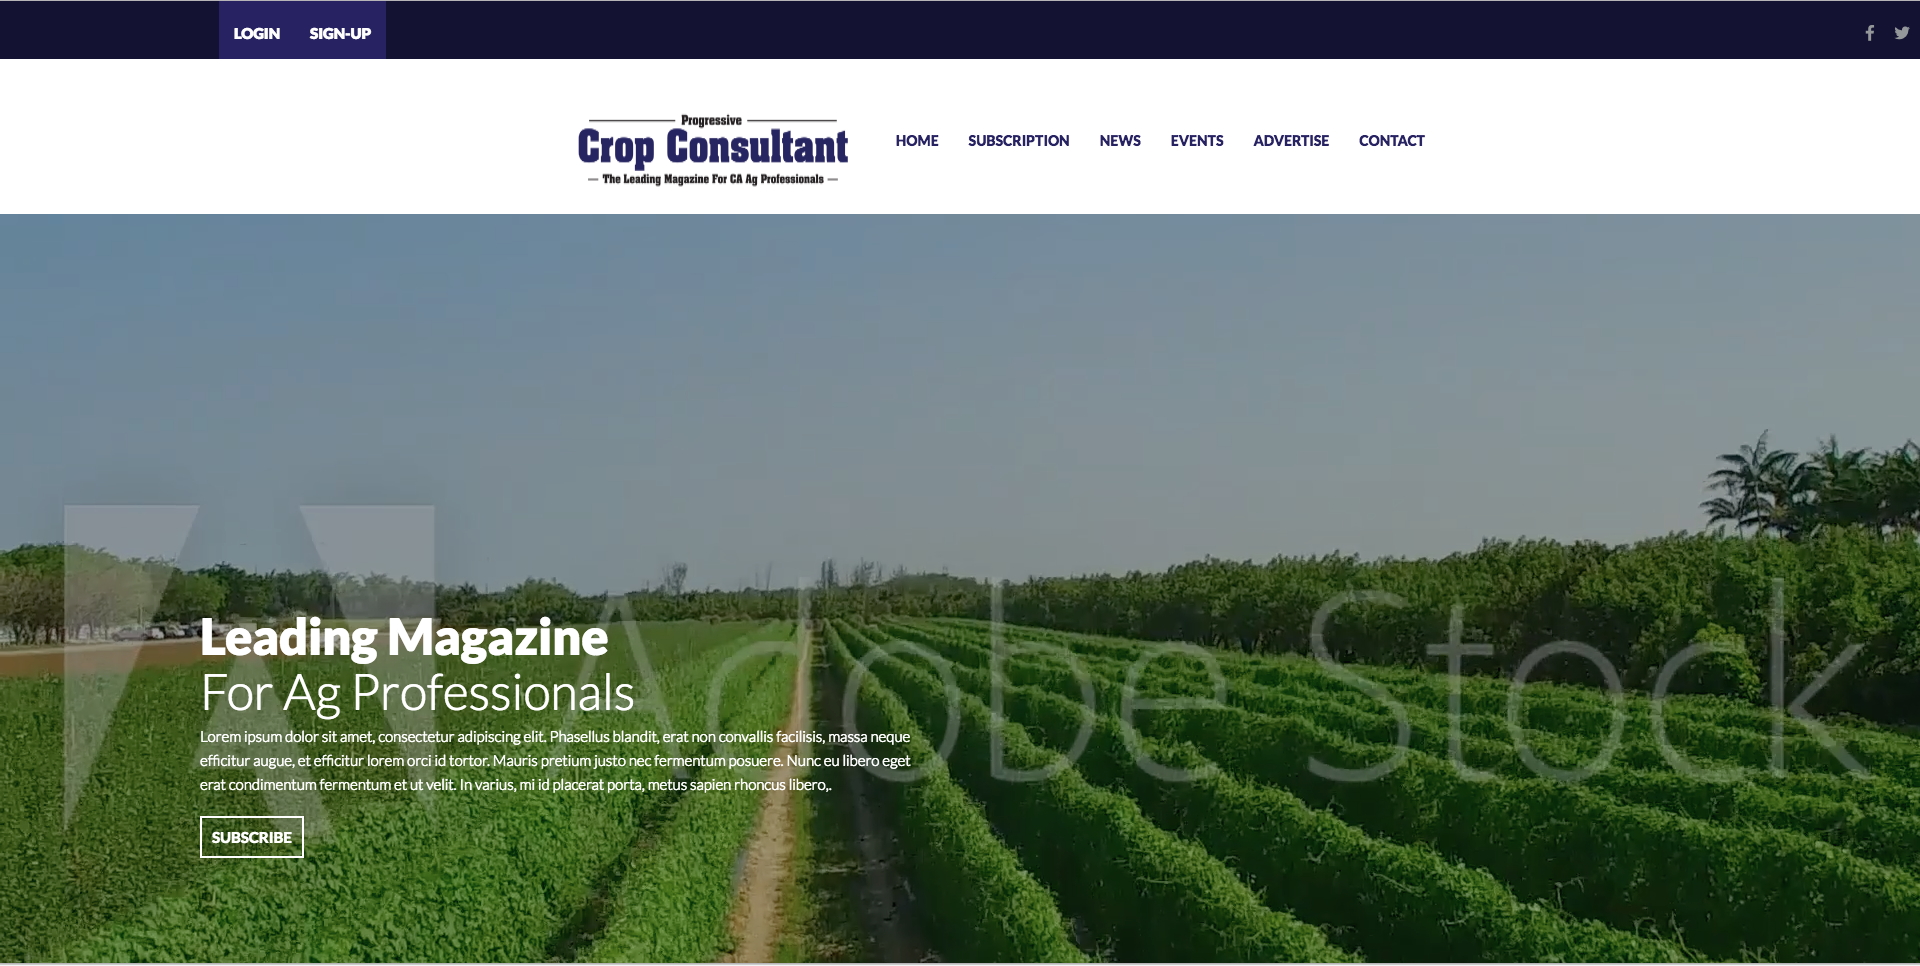 LOGIN SIGN-UP
Progressive
Crop Consultant
The Leading Magazine For CA Ag Professionals
HOME SUBSCRIPTION NEWS EVENTS ADVERTISE CONTACT
Adobe Stock
Leading Magazine
For Ag Professionals
Lorem ipsum dolor sit amet, consectetur adipiscing elit. Phasellus blandit, erat non convallis facilisis, massa neque
efficitur augue, et efficitur lorem orci id tortor. Mauris pretium justo nec fermentum posuere. Nunc eu libero eget
erat condimentum fermentum et ut velit. In varius, mi id placerat porta, metus sapien rhoncus libero,.
SUBSCRIBE